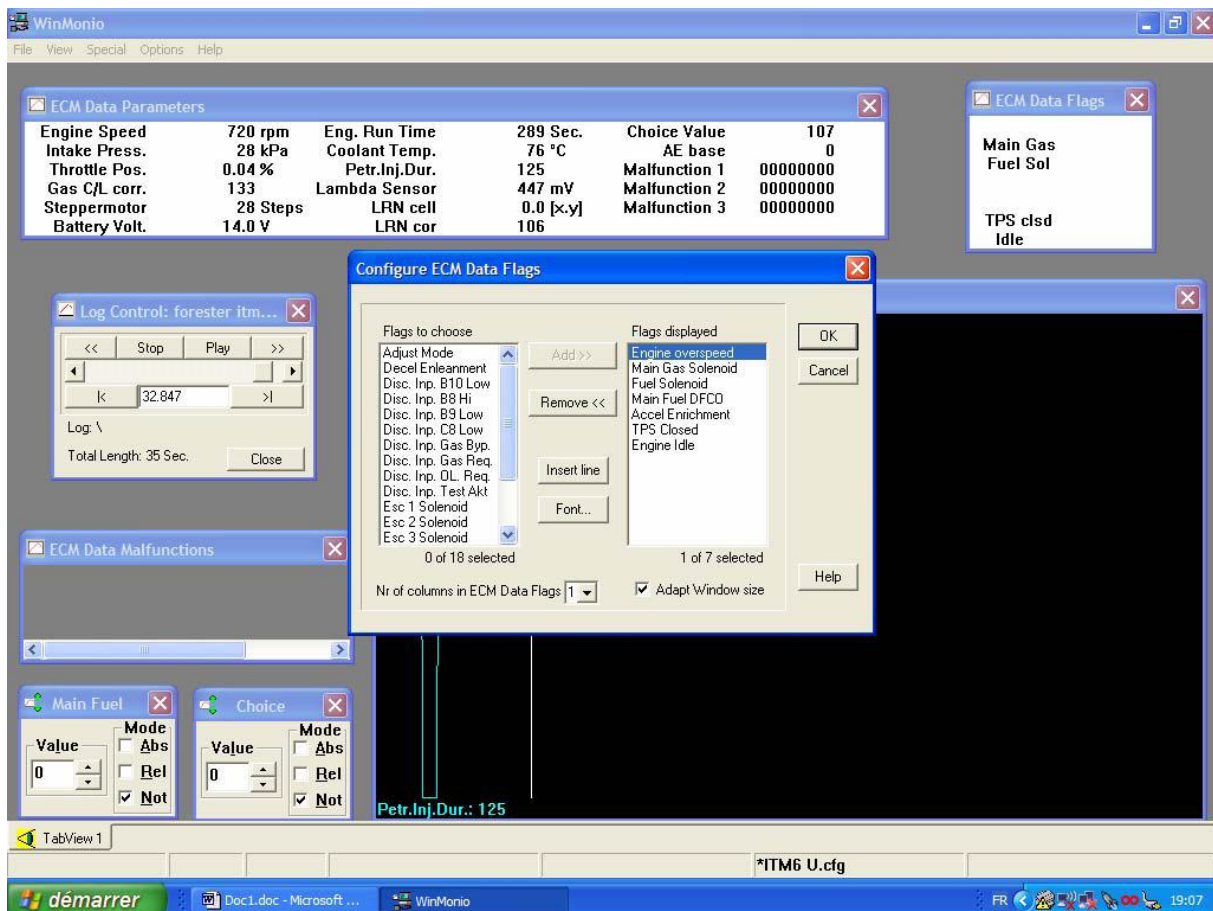 WinMonio
File View Special Options Help
ECM Data Parameters
Engine Speed 720 rpm Eng. Run Time 289 Sec. Choice Value 107
Intake Press. 28 kPa Coolant Temp. 76 °C AE base 0
Throttle Pos. 0.04 % Petr.Inj.Dur. 125 Malfunction 1 00000000
Gas C/L corr. 133 Lambda Sensor 447 mV Malfunction 2 00000000
Steppermotor 28 Steps LRN cell 0.0 [x.y] Malfunction 3 00000000
Battery Volt. 14.0 V LRN cor 106
ECM Data Flags
Main Gas
Fuel Sol
TPS clsd
Idle
Configure ECM Data Flags
Flags to choose
Adjust Mode
Decel Enleanment
Disc. Inp. B10 Low
Disc. Inp. B8 Hi
Disc. Inp. B9 Low
Disc. Inp. C8 Low
Disc. Inp. Gas Byp.
Disc. Inp. Gas Req.
Disc. Inp. OL. Req.
Disc. Inp. Test Akt
Esc 1 Solenoid
Esc 2 Solenoid
Esc 3 Solenoid
0 of 18 selected
Add >>
Remove <<
Insert line
Font...
Flags displayed
Engine overspeed
Main Gas Solenoid
Fuel Solenoid
Main Fuel DFCO
Accel Enrichment
TPS Closed
Engine Idle
1 of 7 selected
OK
Cancel
Help
Nr of columns in ECM Data Flags 1
Adapt Window size
Log Control: forester itm...
<< Stop Play >>
|< 32.847 >|
Log: \
Total Length: 35 Sec. Close
ECM Data Malfunctions
Main Fuel
Value
0
Mode
Abs
Rel
Not
Choice
Value
0
Mode
Abs
Rel
Not
Petr.Inj.Dur.: 125
TabView 1
*ITM6 U.cfg
démarrer Doc1.doc - Microsoft ... WinMonio FR 19:07